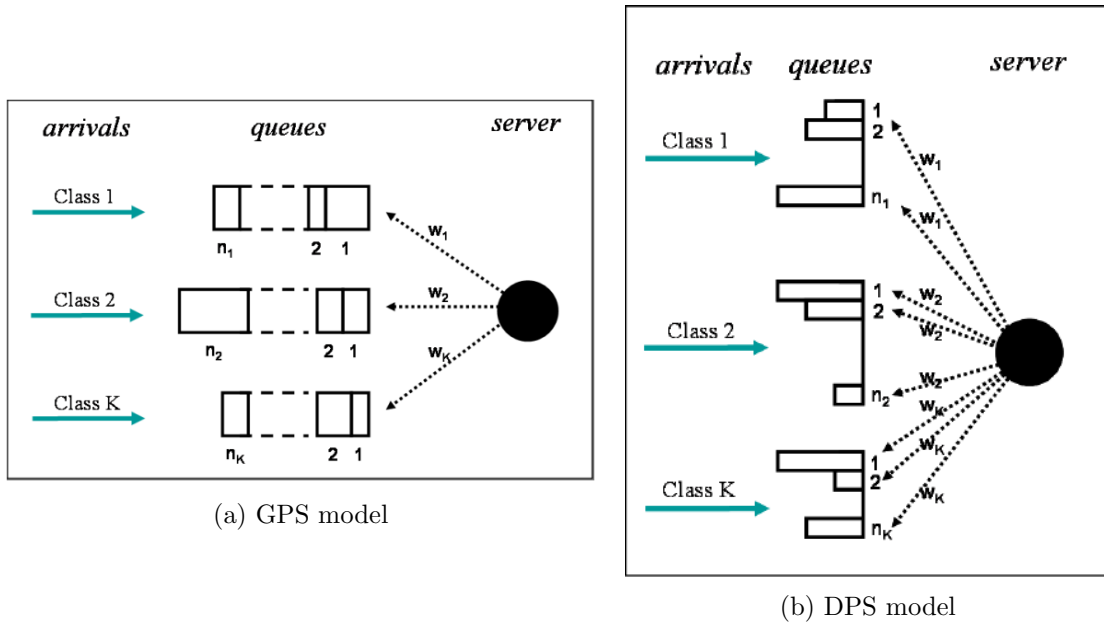 arrivals queues server
Class 1
n1 2 1
w1
Class 2
n2 2 1
w2
Class K
nK 2 1
wK
(a) GPS model
arrivals queues server
Class 1
1
2
n1
w1
w1
Class 2
1
2
n2
w2
w2
w2
Class K
1
2
nK
wK
wK
wK
(b) DPS model